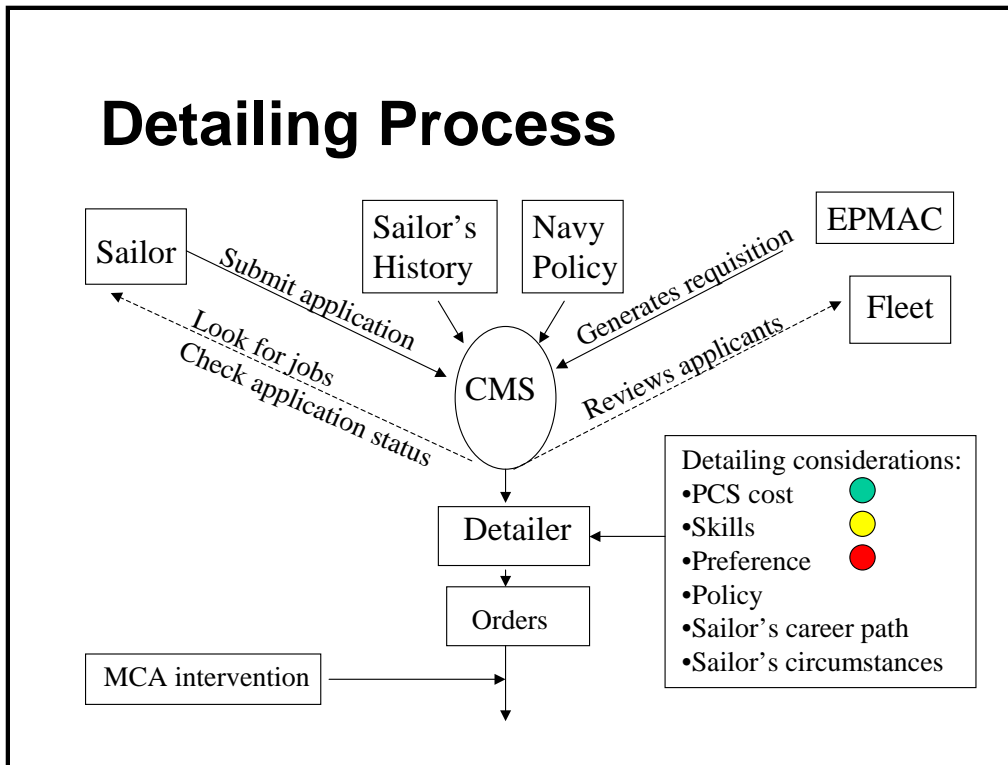 Detailing Process
Sailor
Sailor's
History
Navy
Policy
EPMAC
Fleet
Submit application
Look for jobs
Check application status
Generates requisition
Reviews applicants
CMS
Detailer
Orders
MCA intervention
Detailing considerations:
•PCS cost
•Skills
•Preference
•Policy
•Sailor's career path
•Sailor's circumstances